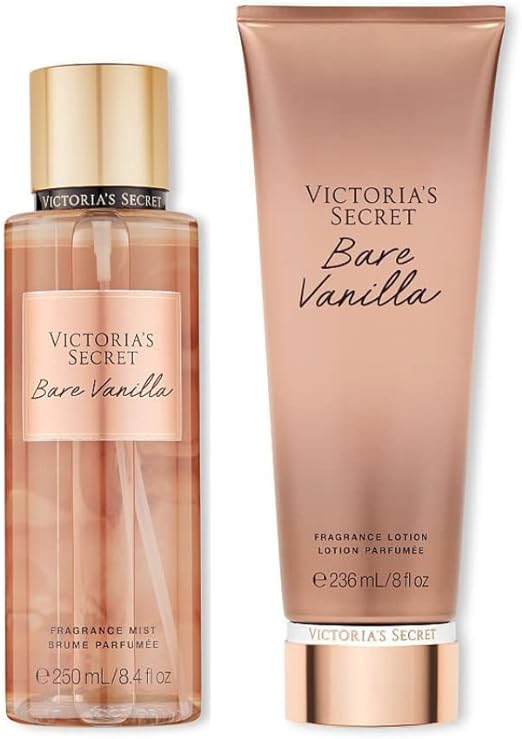 VICTORIA'S SECRET
VICTORIA'S
SECRET
Bare Vanilla
FRAGRANCE MIST
BRUME PARFUMÉE
℮ 250 mL/8.4 fl oz
VICTORIA'S
SECRET
Bare
Vanilla
FRAGRANCE LOTION
LOTION PARFUMÉE
℮ 236 mL/8 fl oz
VICTORIA'S SECRET